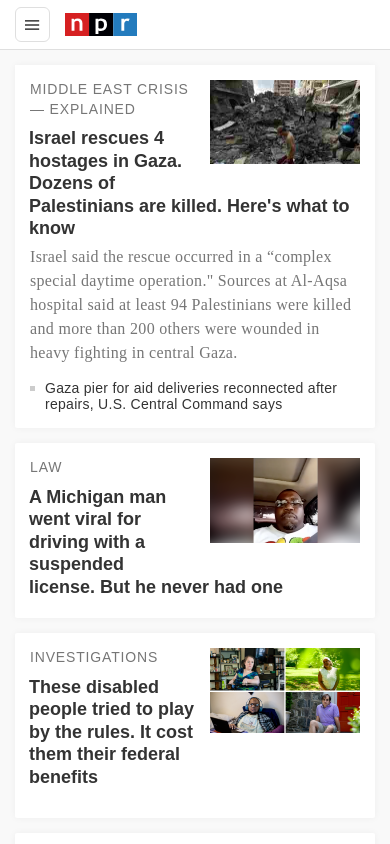 npr
MIDDLE EAST CRISIS
— EXPLAINED
Israel rescues 4
hostages in Gaza.
Dozens of
Palestinians are killed. Here's what to
know
Israel said the rescue occurred in a “complex
special daytime operation." Sources at Al-Aqsa
hospital said at least 94 Palestinians were killed
and more than 200 others were wounded in
heavy fighting in central Gaza.
Gaza pier for aid deliveries reconnected after
repairs, U.S. Central Command says
LAW
A Michigan man
went viral for
driving with a
suspended
license. But he never had one
INVESTIGATIONS
These disabled
people tried to play
by the rules. It cost
them their federal
benefits